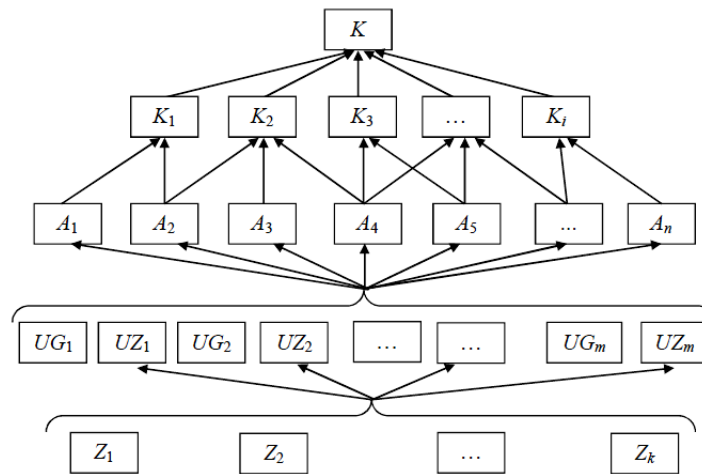 K
K₁ K₂ K₃ ... Kᵢ
A₁ A₂ A₃ A₄ A₅ ... Aₙ
UG₁ UZ₁ UG₂ UZ₂ ... ... UGₘ UZₘ
Z₁ Z₂ ... Zₖ